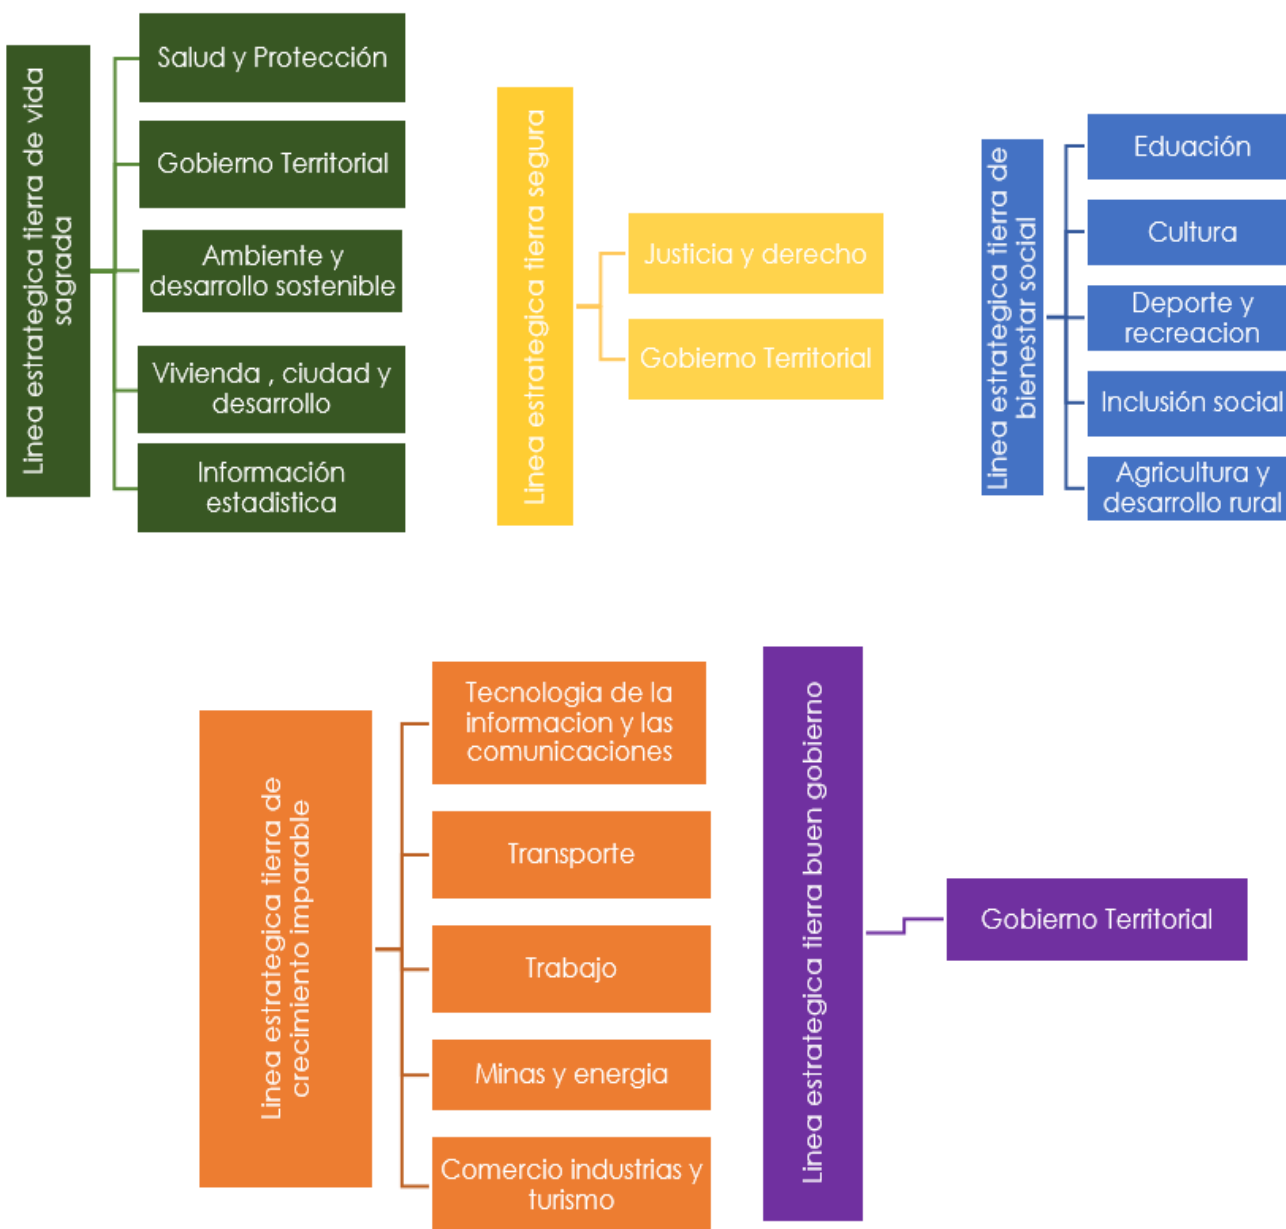 Linea estrategica tierra de vida
sagrada
Salud y Protección
Gobierno Territorial
Ambiente y
desarrollo sostenible
Vivienda , ciudad y
desarrollo
Información
estadistica
Linea estrategica tierra segura
Justicia y derecho
Gobierno Territorial
Linea estrategica tierra de
bienestar social
Eduación
Cultura
Deporte y
recreacion
Inclusión social
Agricultura y
desarrollo rural
Linea estrategica tierra de
crecimiento imparable
Tecnologia de la
informacion y las
comunicaciones
Transporte
Trabajo
Minas y energia
Comercio industrias y
turismo
Linea estrategica tierra buen gobierno
Gobierno Territorial